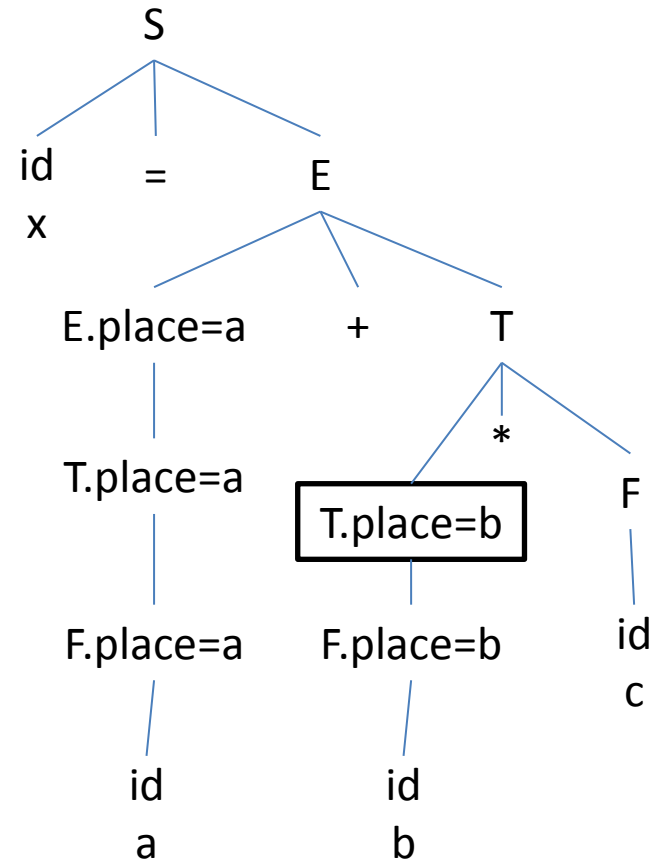 S
id = E
x
E.place=a + T
*
T.place=a T.place=b F
F.place=a F.place=b id
c
id id
a b